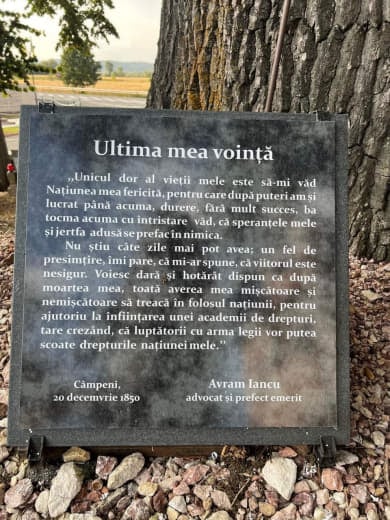 Ultima mea voință
,,Unicul dor al vieții mele este să-mi văd
Națiunea mea fericită, pentru care după puteri am și
lucrat până acuma, durere, fără mult succes, ba
tocma acuma cu întristare văd, că speranțele mele
și jertfa adusă se prefac în nimica.
Nu știu câte zile mai pot avea; un fel de
presimțire, îmi pare, că mi-ar spune, că viitorul este
nesigur. Voiesc dară și hotărât dispun ca după
moartea mea, toată averea mea mișcătoare și
nemișcătoare să treacă în folosul națiunii, pentru
ajutoriu la înființarea unei academii de drepturi,
tare crezând, că luptătorii cu arma legii vor putea
scoate drepturile națiunei mele.''
Câmpeni,
20 decemvrie 1850
Avram Iancu
advocat și prefect emerit